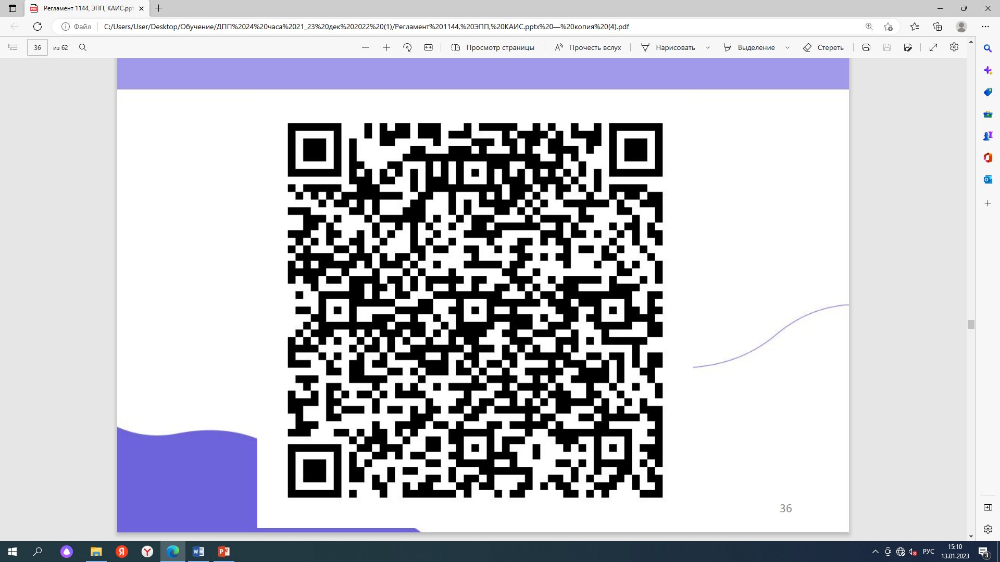 Регламент 1144, ЭПП, КАИС.ppt
Файл
C:/Users/User/Desktop/Обучение/ДПП%2024%20часа%2021_23%20дек%202022%20(1)/Регламент%201144,%20ЭПП,%20КАИС.pptx%20—%20копия%20(4).pdf
36 из 62
Просмотр страницы
Прочесть вслух
Нарисовать
Выделение
Стереть
36
РУС
15:10
13.01.2023
3